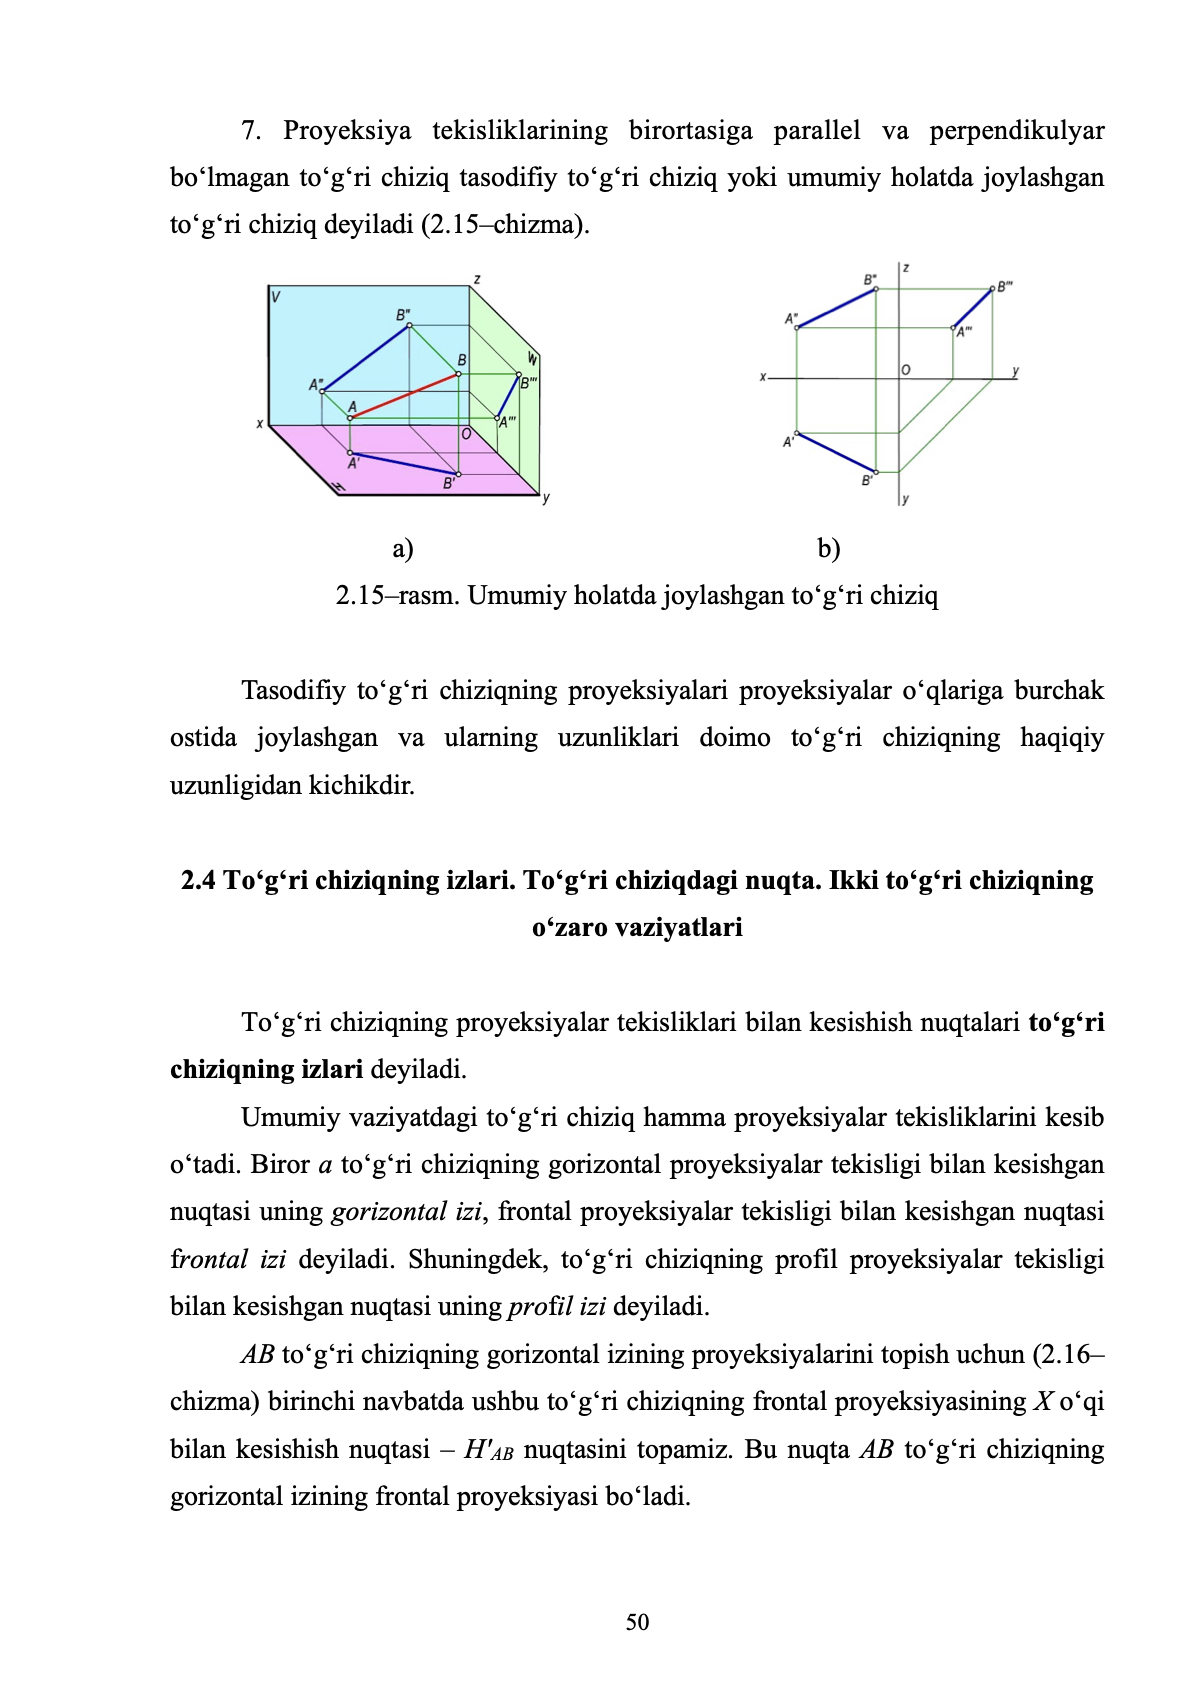 7. Proyeksiya tekisliklarining birortasiga parallel va perpendikulyar
bo‘lmagan to‘g‘ri chiziq tasodifiy to‘g‘ri chiziq yoki umumiy holatda joylashgan
to‘g‘ri chiziq deyiladi (2.15–chizma).
z
V
B"
W
B
B'''
A"
A
A'''
x
O
A'
B'
H
y
z
B"
B'''
A"
A'''
O
x
y
A'
B'
y
a)
b)
2.15–rasm. Umumiy holatda joylashgan to‘g‘ri chiziq
Tasodifiy to‘g‘ri chiziqning proyeksiyalari proyeksiyalar o‘qlariga burchak
ostida joylashgan va ularning uzunliklari doimo to‘g‘ri chiziqning haqiqiy
uzunligidan kichikdir.
2.4 To‘g‘ri chiziqning izlari. To‘g‘ri chiziqdagi nuqta. Ikki to‘g‘ri chiziqning
o‘zaro vaziyatlari
To‘g‘ri chiziqning proyeksiyalar tekisliklari bilan kesishish nuqtalari to‘g‘ri
chiziqning izlari deyiladi.
Umumiy vaziyatdagi to‘g‘ri chiziq hamma proyeksiyalar tekisliklarini kesib
o‘tadi. Biror a to‘g‘ri chiziqning gorizontal proyeksiyalar tekisligi bilan kesishgan
nuqtasi uning gorizontal izi, frontal proyeksiyalar tekisligi bilan kesishgan nuqtasi
frontal izi deyiladi. Shuningdek, to‘g‘ri chiziqning profil proyeksiyalar tekisligi
bilan kesishgan nuqtasi uning profil izi deyiladi.
AB to‘g‘ri chiziqning gorizontal izining proyeksiyalarini topish uchun (2.16–
chizma) birinchi navbatda ushbu to‘g‘ri chiziqning frontal proyeksiyasining X o‘qi
bilan kesishish nuqtasi – H'AB nuqtasini topamiz. Bu nuqta AB to‘g‘ri chiziqning
gorizontal izining frontal proyeksiyasi bo‘ladi.
50